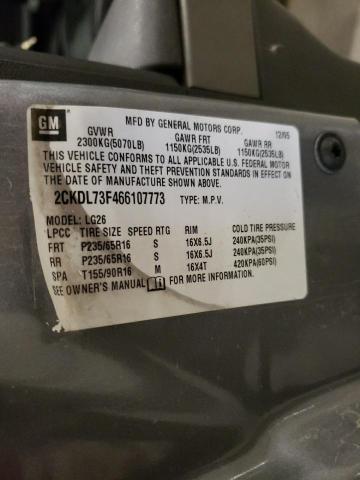 GM
MFD BY GENERAL MOTORS CORP. 12/05
GVWR GAWR FRT GAWR RR
2300KG(5070LB) 1150KG(2535LB) 1150KG(2535LB)
THIS VEHICLE CONFORMS TO ALL APPLICABLE U.S. FEDERAL MOTOR
VEHICLE SAFETY AND THEFT PREVENTION STANDARDS IN EFFECT ON
THE DATE OF MANUFACTURE SHOWN ABOVE.
2CKDL73F466107773 TYPE: M.P.V.
MODEL: LG26
LPCC TIRE SIZE SPEED RTG RIM COLD TIRE PRESSURE
FRT P235/65R16 S 16X6.5J 240KPA(35PSI)
RR P235/65R16 S 16X6.5J 240KPA(35PSI)
SPA T155/90R16 M 16X4T 420KPA(60PSI)
SEE OWNER'S MANUAL FOR MORE INFORMATION.